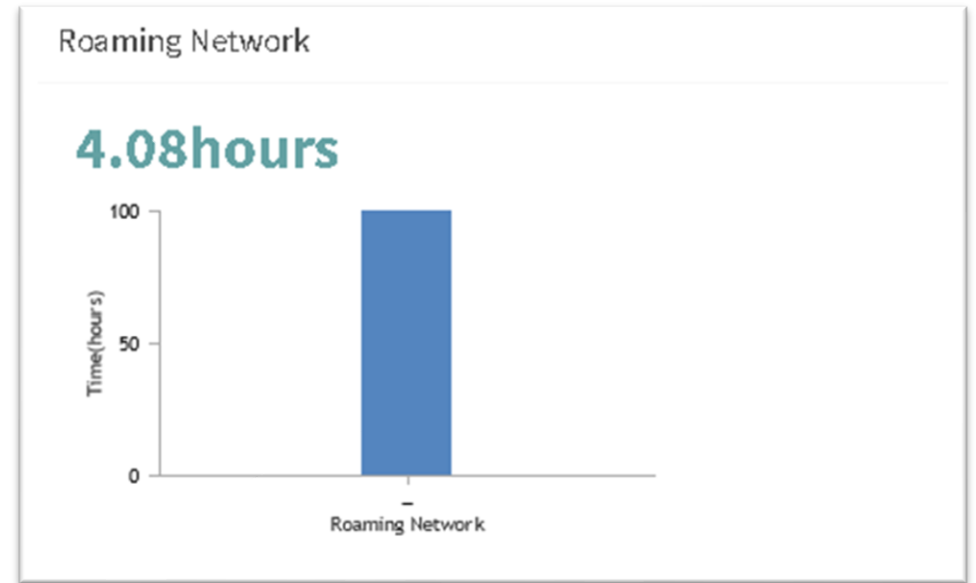 Roaming Network
4.08hours
100
50
0
Time(hours)
–
Roaming Network